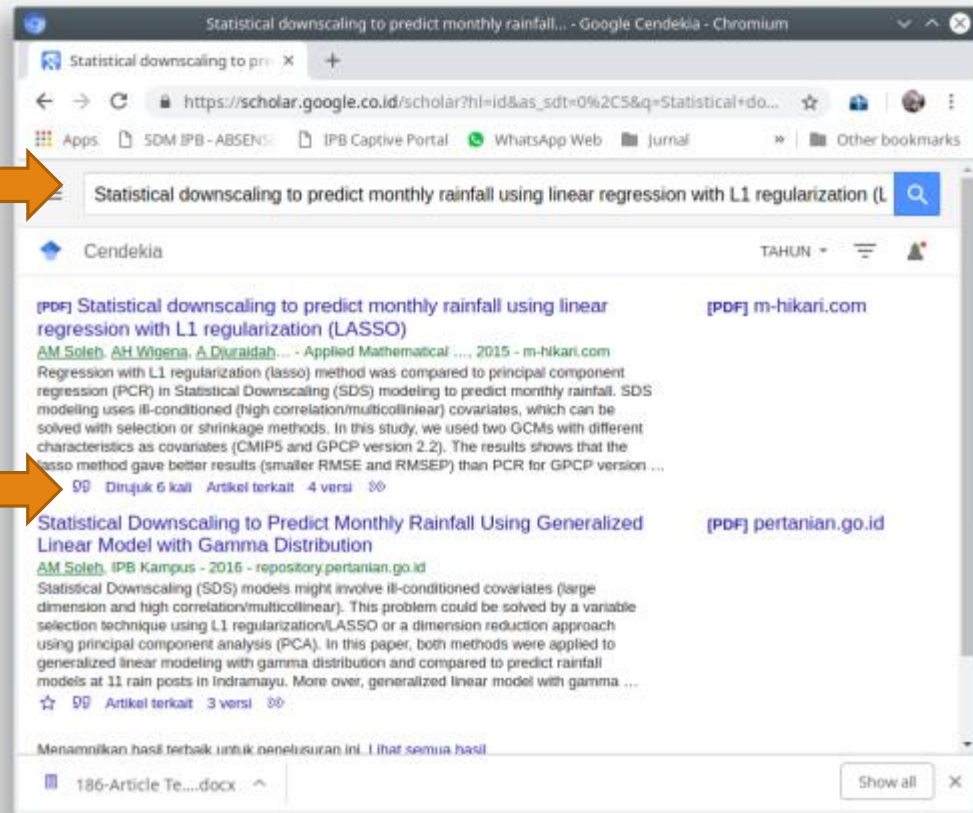 Statistical downscaling to predict monthly rainfall... - Google Cendekia - Chromium
Statistical downscaling to pre
https://scholar.google.co.id/scholar?hl=id&as_sdt=0%2C5&q=Statistical+do...
Apps SDM IPB - ABSENS IPB Captive Portal WhatsApp Web Jurnal » Other bookmarks
Statistical downscaling to predict monthly rainfall using linear regression with L1 regularization (L
Cendekia TAHUN
[PDF] Statistical downscaling to predict monthly rainfall using linear [PDF] m-hikari.com
regression with L1 regularization (LASSO)
AM Soleh, AH Wigena, A Djuraidah... - Applied Mathematical ..., 2015 - m-hikari.com
Regression with L1 regularization (lasso) method was compared to principal component
regression (PCR) in Statistical Downscaling (SDS) modeling to predict monthly rainfall. SDS
modeling uses ill-conditioned (high correlation/multicolliniear) covariates, which can be
solved with selection or shrinkage methods. In this study, we used two GCMs with different
characteristics as covariates (CMIP5 and GPCP version 2.2). The results shows that the
lasso method gave better results (smaller RMSE and RMSEP) than PCR for GPCP version ...
Dirujuk 6 kali Artikel terkait 4 versi
Statistical Downscaling to Predict Monthly Rainfall Using Generalized [PDF] pertanian.go.id
Linear Model with Gamma Distribution
AM Soleh, IPB Kampus - 2016 - repository.pertanian.go.id
Statistical Downscaling (SDS) models might involve ill-conditioned covariates (large
dimension and high correlation/multicollinear). This problem could be solved by a variable
selection technique using L1 regularization/LASSO or a dimension reduction approach
using principal component analysis (PCA). In this paper, both methods were applied to
generalized linear modeling with gamma distribution and compared to predict rainfall
models at 11 rain posts in Indramayu. More over, generalized linear model with gamma ...
Artikel terkait 3 versi
Menampilkan hasil terbaik untuk penelusuran ini. Lihat semua hasil
186-Article Te....docx Show all